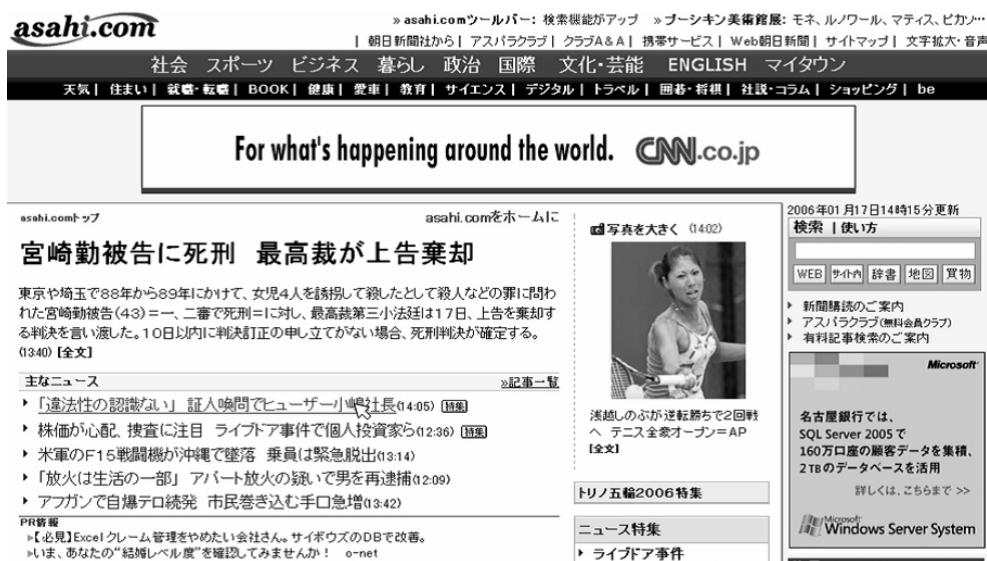 asahi.com
» asahi.comツールバー: 検索機能がアップ » プーシキン美術館展: モネ、ルノワール、マティス、ピカソ…
| 朝日新聞社から | アスパラクラブ | クラブA&A | 携帯サービス | Web朝日新聞 | サイトマップ | 文字拡大・音声
社会 スポーツ ビジネス 暮らし 政治 国際 文化・芸能 ENGLISH マイタウン
天気 | 住まい | 就職・転職 | BOOK | 健康 | 愛車 | 教育 | サイエンス | デジタル | トラベル | 囲碁・将棋 | 社説・コラム | ショッピング | be
For what's happening around the world. CNN.co.jp
asahi.comトップ
asahi.comをホームに
宮崎勤被告に死刑 最高裁が上告棄却
東京や埼玉で88年から89年にかけて、女児4人を誘拐して殺したとして殺人などの罪に問わ
れた宮崎勤被告(43)=一、二審で死刑=に対し、最高裁第三小法廷は17日、上告を棄却す
る判決を言い渡した。10日以内に判決訂正の申し立てがない場合、死刑判決が確定する。
(13:40) [全文]
主なニュース
»記事一覧
「違法性の認識ない」 証人喚問でヒューザー小嶋社長(14:05) [特集]
株価が心配、捜査に注目 ライブドア事件で個人投資家ら(12:36) [特集]
米軍のF15戦闘機が沖縄で墜落 乗員は緊急脱出(13:14)
「放火は生活の一部」 アパート放火の疑いで男を再逮捕(12:09)
アフガンで自爆テロ続発 市民巻き込む手口急増(13:42)
PR情報
»【必見】Excelクレーム管理をやめたい会社さん。サイボウズのDBで改善。
»いま、あなたの“結婚レベル度”を確認してみませんか! o-net
写真を大きく (14:02)
浅越しのぶが逆転勝ちで2回戦
へ テニス全豪オープン=AP
[全文]
トリノ五輪2006特集
ニュース特集
ライブドア事件
2006年01月17日14時15分更新
検索 | 使い方
WEB サイト内 辞書 地図 買物
新聞購読のご案内
アスパラクラブ(無料会員クラブ)
有料記事検索のご案内
Microsoft
名古屋銀行では、
SQL Server 2005で
160万口座の顧客データを集積、
2TBのデータベースを活用
詳しくは、こちらまで >>
Microsoft
Windows Server System